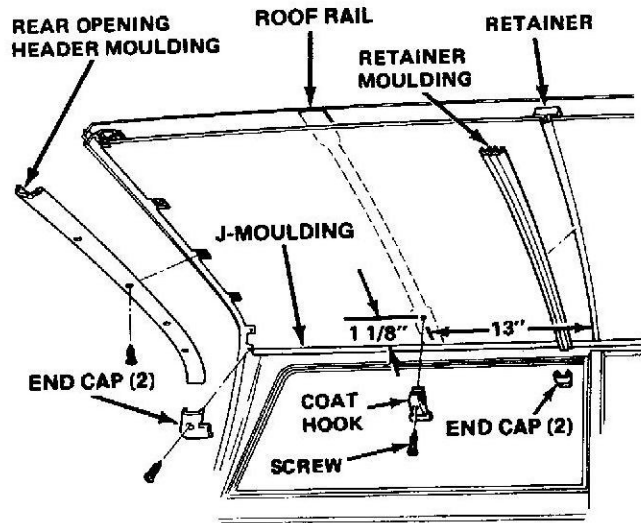 REAR OPENING
HEADER MOULDING
ROOF RAIL
RETAINER
RETAINER
MOULDING
J-MOULDING
1 1/8"
13"
END CAP (2)
COAT
HOOK
END CAP (2)
SCREW